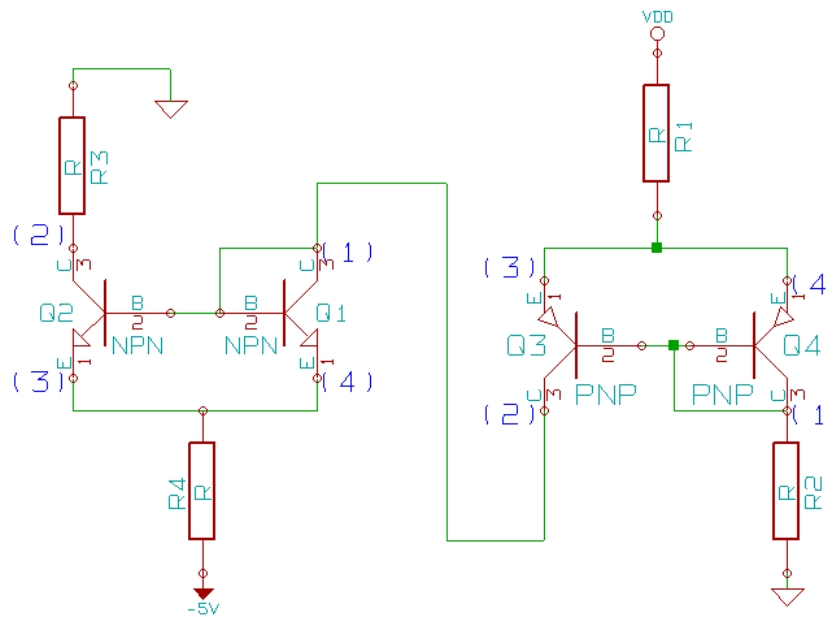 VDD
R
R1
R
R3
(2)
C
3
(1)
C
3
(3)
E
1
(4
E
1
Q2
B
2
NPN
B
2
NPN
Q1
Q3
B
2
PNP
B
2
PNP
Q4
E
1
(3)
E
1
(4)
C
3
(2)
C
3
(1
R4
R
R
R2
-5V